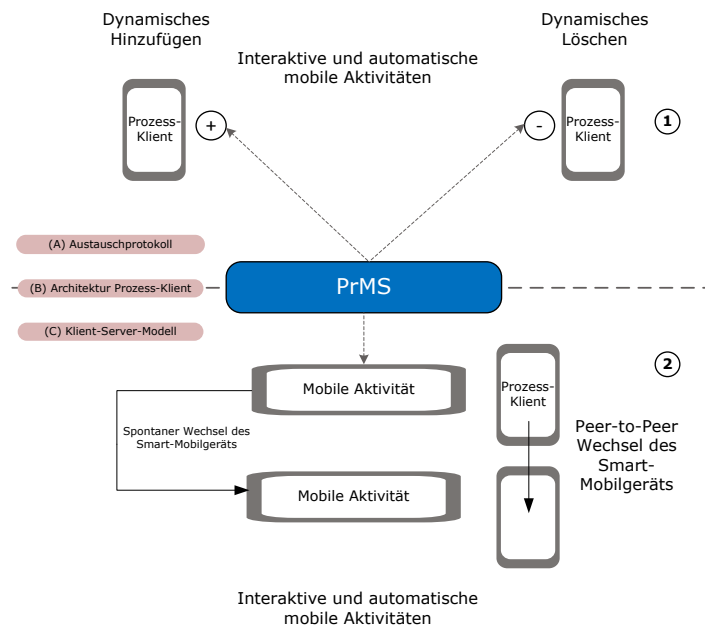 Dynamisches
Hinzufügen
Dynamisches
Löschen
Interaktive und automatische
mobile Aktivitäten
Prozess-
Klient
+
-
Prozess-
Klient
1
(A) Austauschprotokoll
(B) Architektur Prozess-Klient
(C) Klient-Server-Modell
PrMS
Mobile Aktivität
Prozess-
Klient
2
Spontaner Wechsel des
Smart-Mobilgeräts
Peer-to-Peer
Wechsel des
Smart-
Mobilgeräts
Mobile Aktivität
Interaktive und automatische
mobile Aktivitäten